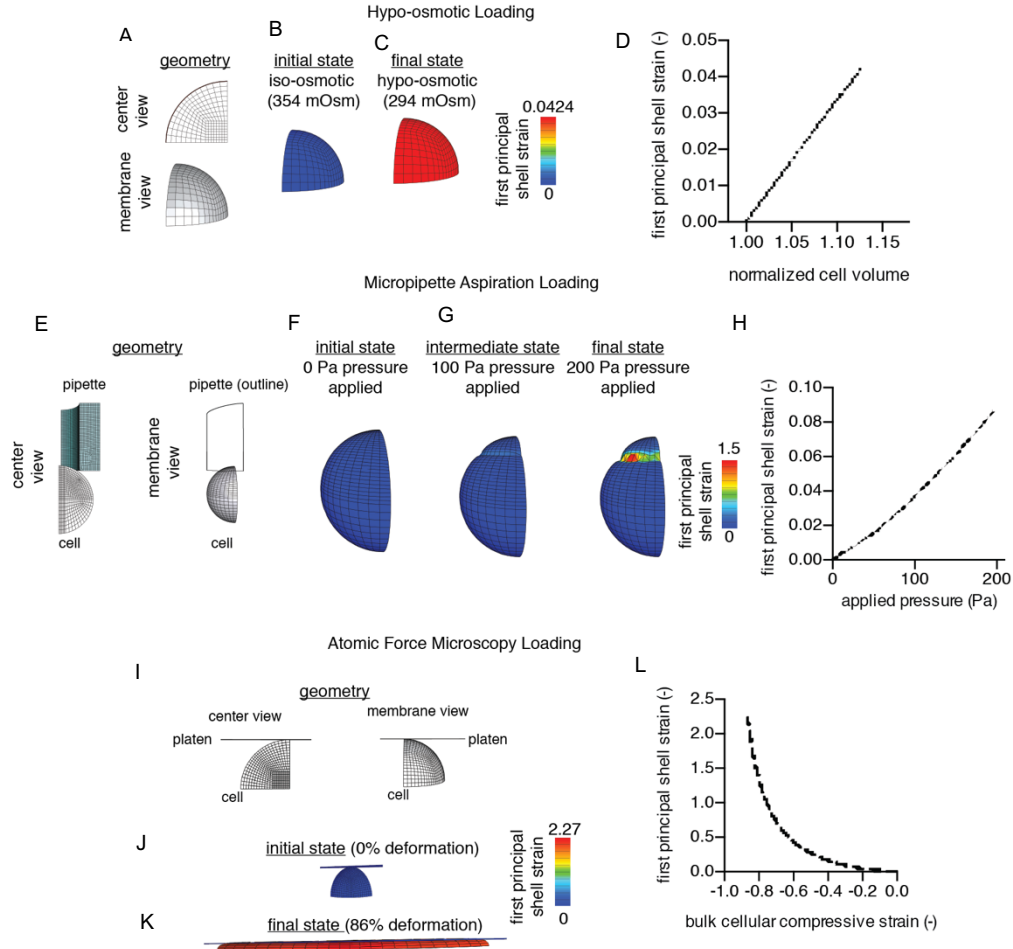 Hypo-osmotic Loading
A
geometry
center view
membrane view
B
initial state
iso-osmotic
(354 mOsm)
C
final state
hypo-osmotic
(294 mOsm)
first principal
shell strain
0.0424
0
D
first principal shell strain (-)
0.05
0.04
0.03
0.02
0.01
0.00
1.00 1.05 1.10 1.15
normalized cell volume
Micropipette Aspiration Loading
E
geometry
pipette
pipette (outline)
center view
membrane view
cell
cell
F
initial state
0 Pa pressure
applied
G
intermediate state
100 Pa pressure
applied
final state
200 Pa pressure
applied
first principal
shell strain
1.5
0
H
first principal shell strain (-)
0.10
0.08
0.06
0.04
0.02
0.00
0 100 200
applied pressure (Pa)
Atomic Force Microscopy Loading
I
geometry
center view
membrane view
platen
platen
cell
cell
J
initial state (0% deformation)
K
final state (86% deformation)
first principal
shell strain
2.27
0
L
first principal shell strain (-)
2.5
2.0
1.5
1.0
0.5
0.0
-1.0 -0.8 -0.6 -0.4 -0.2 0.0
bulk cellular compressive strain (-)